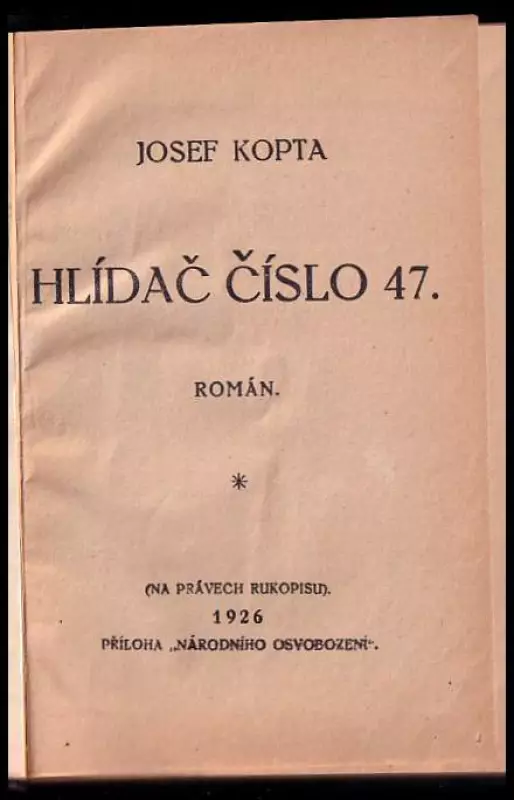 JOSEF KOPTA
HLÍDAČ ČÍSLO 47.
ROMÁN.
*
(NA PRÁVECH RUKOPISU).
1926
PŘÍLOHA „NÁRODNÍHO OSVOBOZENÍ“.